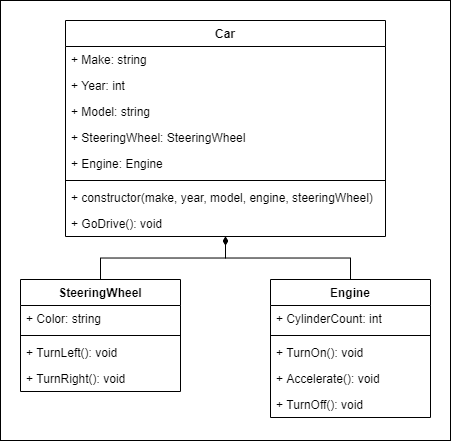 Car
+ Make: string
+ Year: int
+ Model: string
+ SteeringWheel: SteeringWheel
+ Engine: Engine
+ constructor(make, year, model, engine, steeringWheel)
+ GoDrive(): void
SteeringWheel
+ Color: string
+ TurnLeft(): void
+ TurnRight(): void
Engine
+ CylinderCount: int
+ TurnOn(): void
+ Accelerate(): void
+ TurnOff(): void